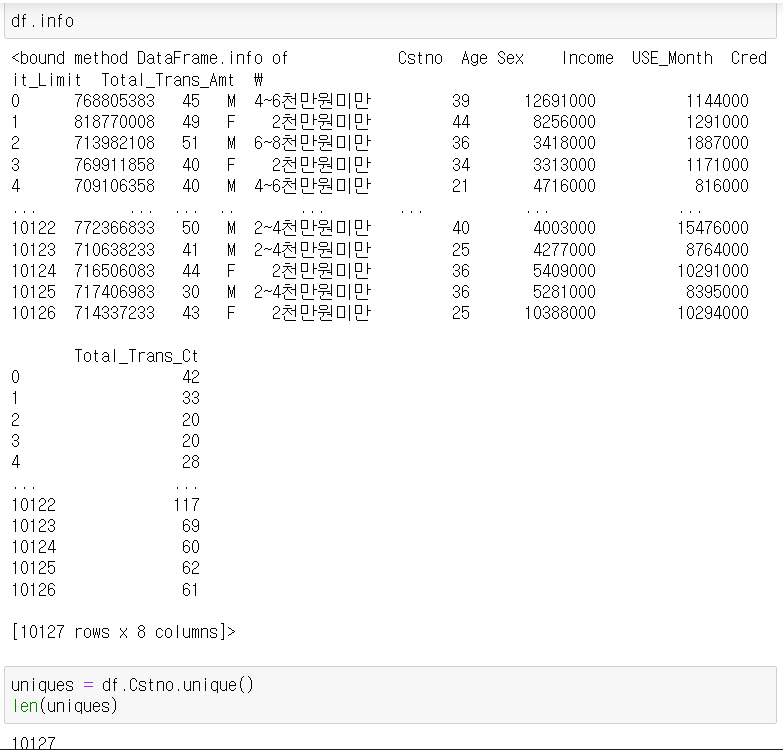 df.info
<bound method DataFrame.info of            Cstno  Age Sex    Income  USE_Month  Cred
it_Limit  Total_Trans_Amt  ₩
0      768805383   45   M  4~6천만원미만         39      12691000          1144000
1      818770008   49   F    2천만원미만         44       8256000          1291000
2      713982108   51   M  6~8천만원미만         36       3418000          1887000
3      769911858   40   F    2천만원미만         34       3313000          1171000
4      709106358   40   M  4~6천만원미만         21       4716000           816000
...          ...  ...  ..       ...        ...           ...              ...
10122  772366833   50   M  2~4천만원미만         40       4003000         15476000
10123  710638233   41   M  2~4천만원미만         25       4277000          8764000
10124  716506083   44   F    2천만원미만         36       5409000         10291000
10125  717406983   30   M  2~4천만원미만         36       5281000          8395000
10126  714337233   43   F    2천만원미만         25      10388000         10294000
Total_Trans_Ct
0                  42
1                  33
2                  20
3                  20
4                  28
...               ...
10122             117
10123              69
10124              60
10125              62
10126              61
[10127 rows x 8 columns]>
uniques = df.Cstno.unique()
len(uniques)
10127